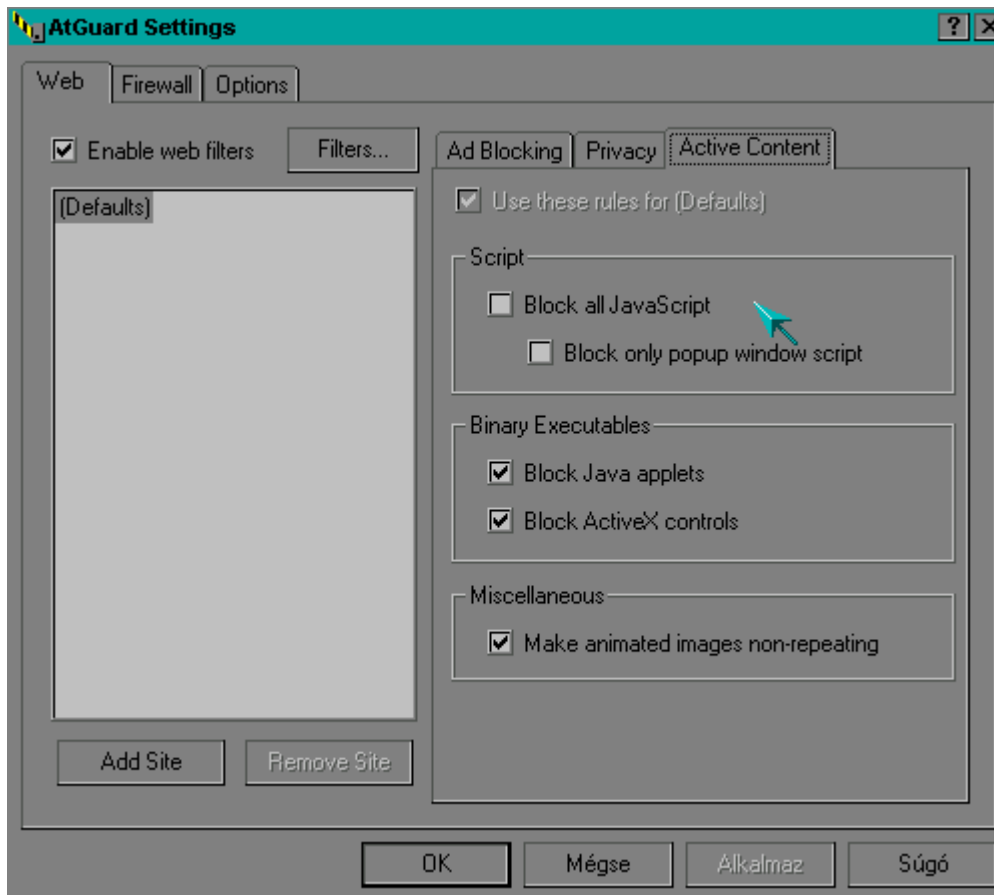 AtGuard Settings
Web Firewall Options
Enable web filters Filters...
(Defaults)
Add Site Remove Site
Ad Blocking Privacy Active Content
Use these rules for (Defaults)
Script
Block all JavaScript
Block only popup window script
Binary Executables
Block Java applets
Block ActiveX controls
Miscellaneous
Make animated images non-repeating
OK Mégse Alkalmaz Súgó